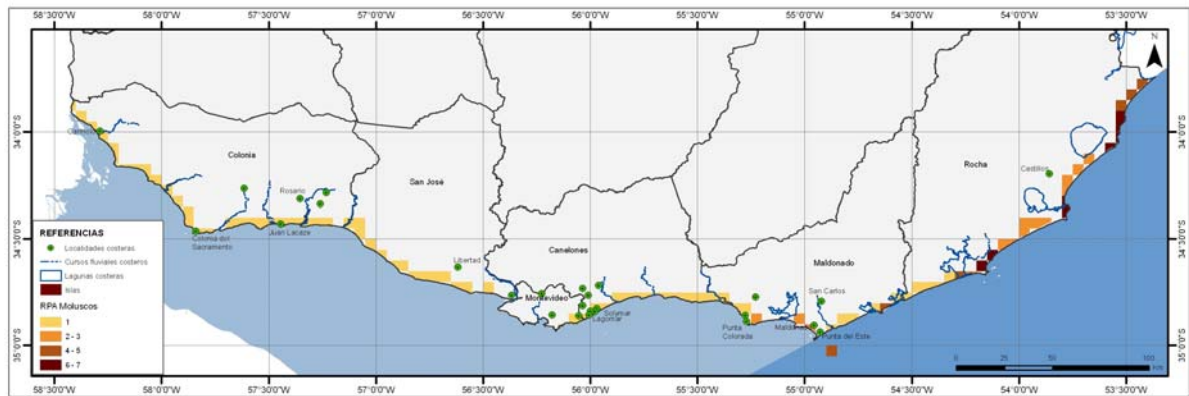 58°30'0"W 58°0'0"W 57°30'0"W 57°0'0"W 56°30'0"W 56°0'0"W 55°30'0"W 55°0'0"W 54°30'0"W 54°0'0"W 53°30'0"W
N
34°0'0"S
34°0'0"S
Carmelo
Colonia
Rocha
Castillos
San José
Rosario
Colonia del
Sacramento
Juan Lacaze
34°30'0"S
34°30'0"S
Canelones
Libertad
Maldonado
Montevideo
San Carlos
Solymar
Lagomar
Punta
Colorada
Maldonado
Punta del Este
35°0'0"S
35°0'0"S
REFERENCIAS
Localidades costeras
Cursos fluviales costeros
Lagunas costeras
Islas
RPA Moluscos
1
2 - 3
4 - 5
6 - 7
0 25 50 100
Km
58°30'0"W 58°0'0"W 57°30'0"W 57°0'0"W 56°30'0"W 56°0'0"W 55°30'0"W 55°0'0"W 54°30'0"W 54°0'0"W 53°30'0"W